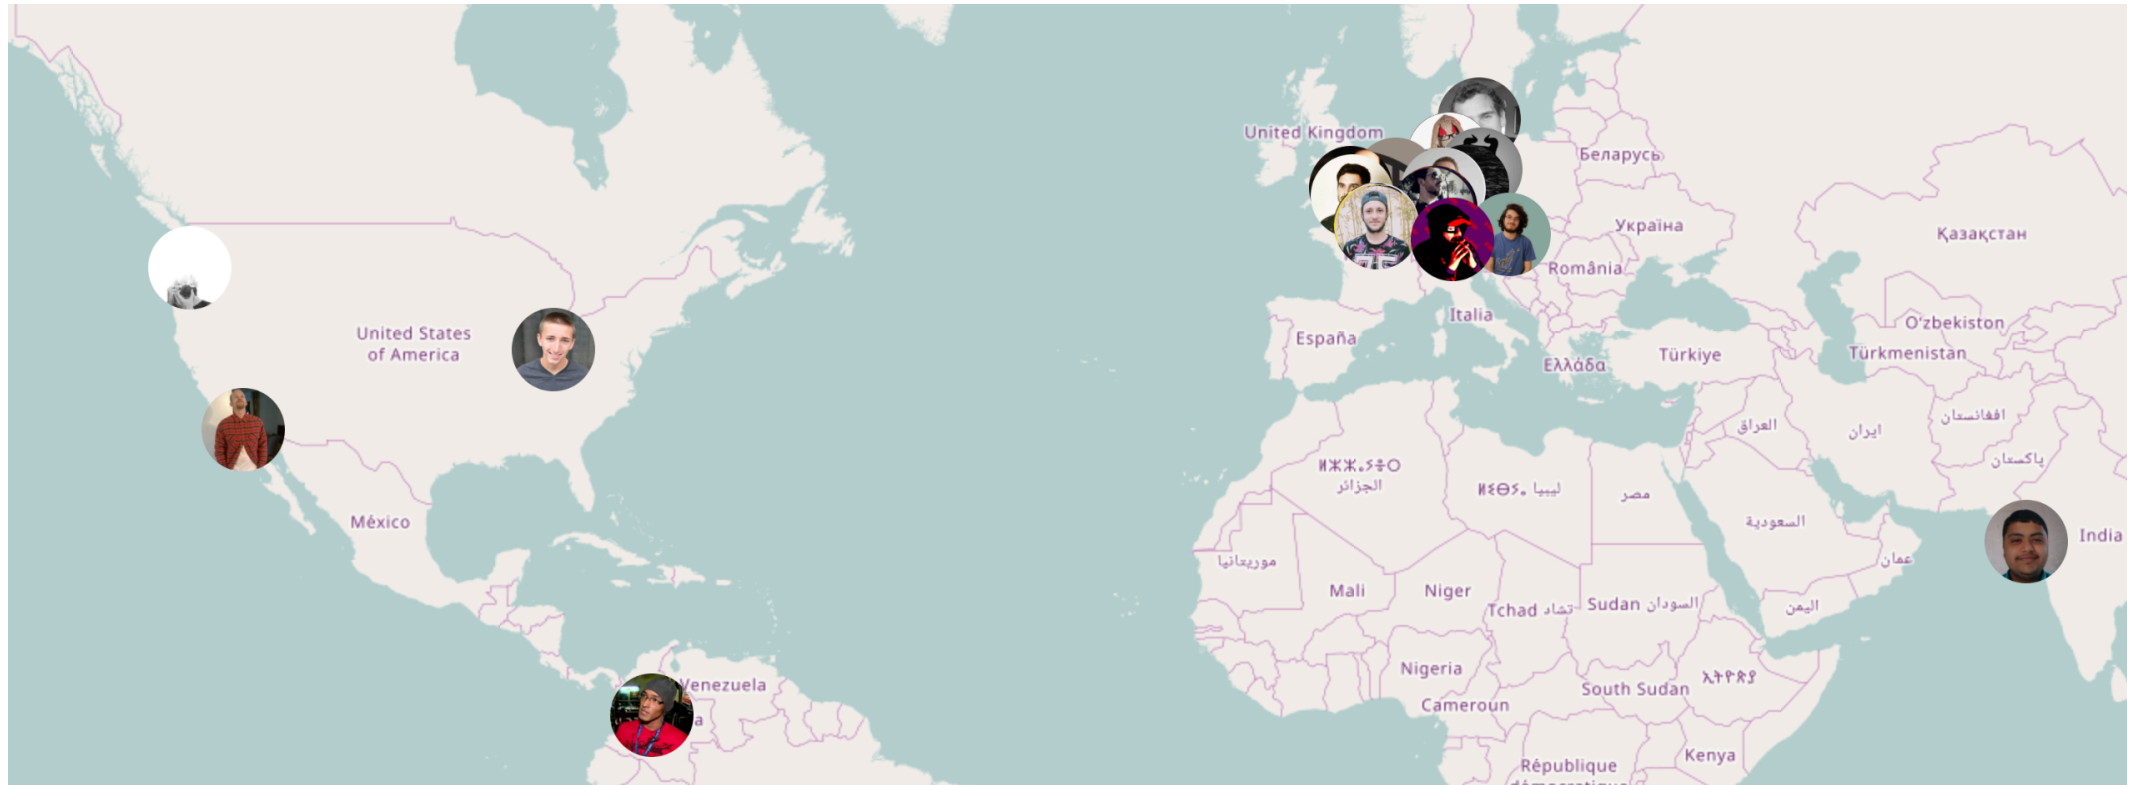 United Kingdom
Беларусь
Україна
Қазақстан
România
United States
of America
Italia
España
Oʻzbekiston
Ελλάδα
Türkiye
Türkmenistan
افغانستان
العراق
ایران
پاکستان
ⵍⵣⵣⴰⵢⴻⵔ
الجزائر
ⵍⵉⴱⵢⴰ ليبيا
مصر
México
السعودية
India
موريتانيا
عمان
Mali
Niger
Tchad تشاد
Sudan السودان
اليمن
Nigeria
ኢትዮጵያ
Venezuela
South Sudan
Cameroun
a
Kenya
République
démocratique